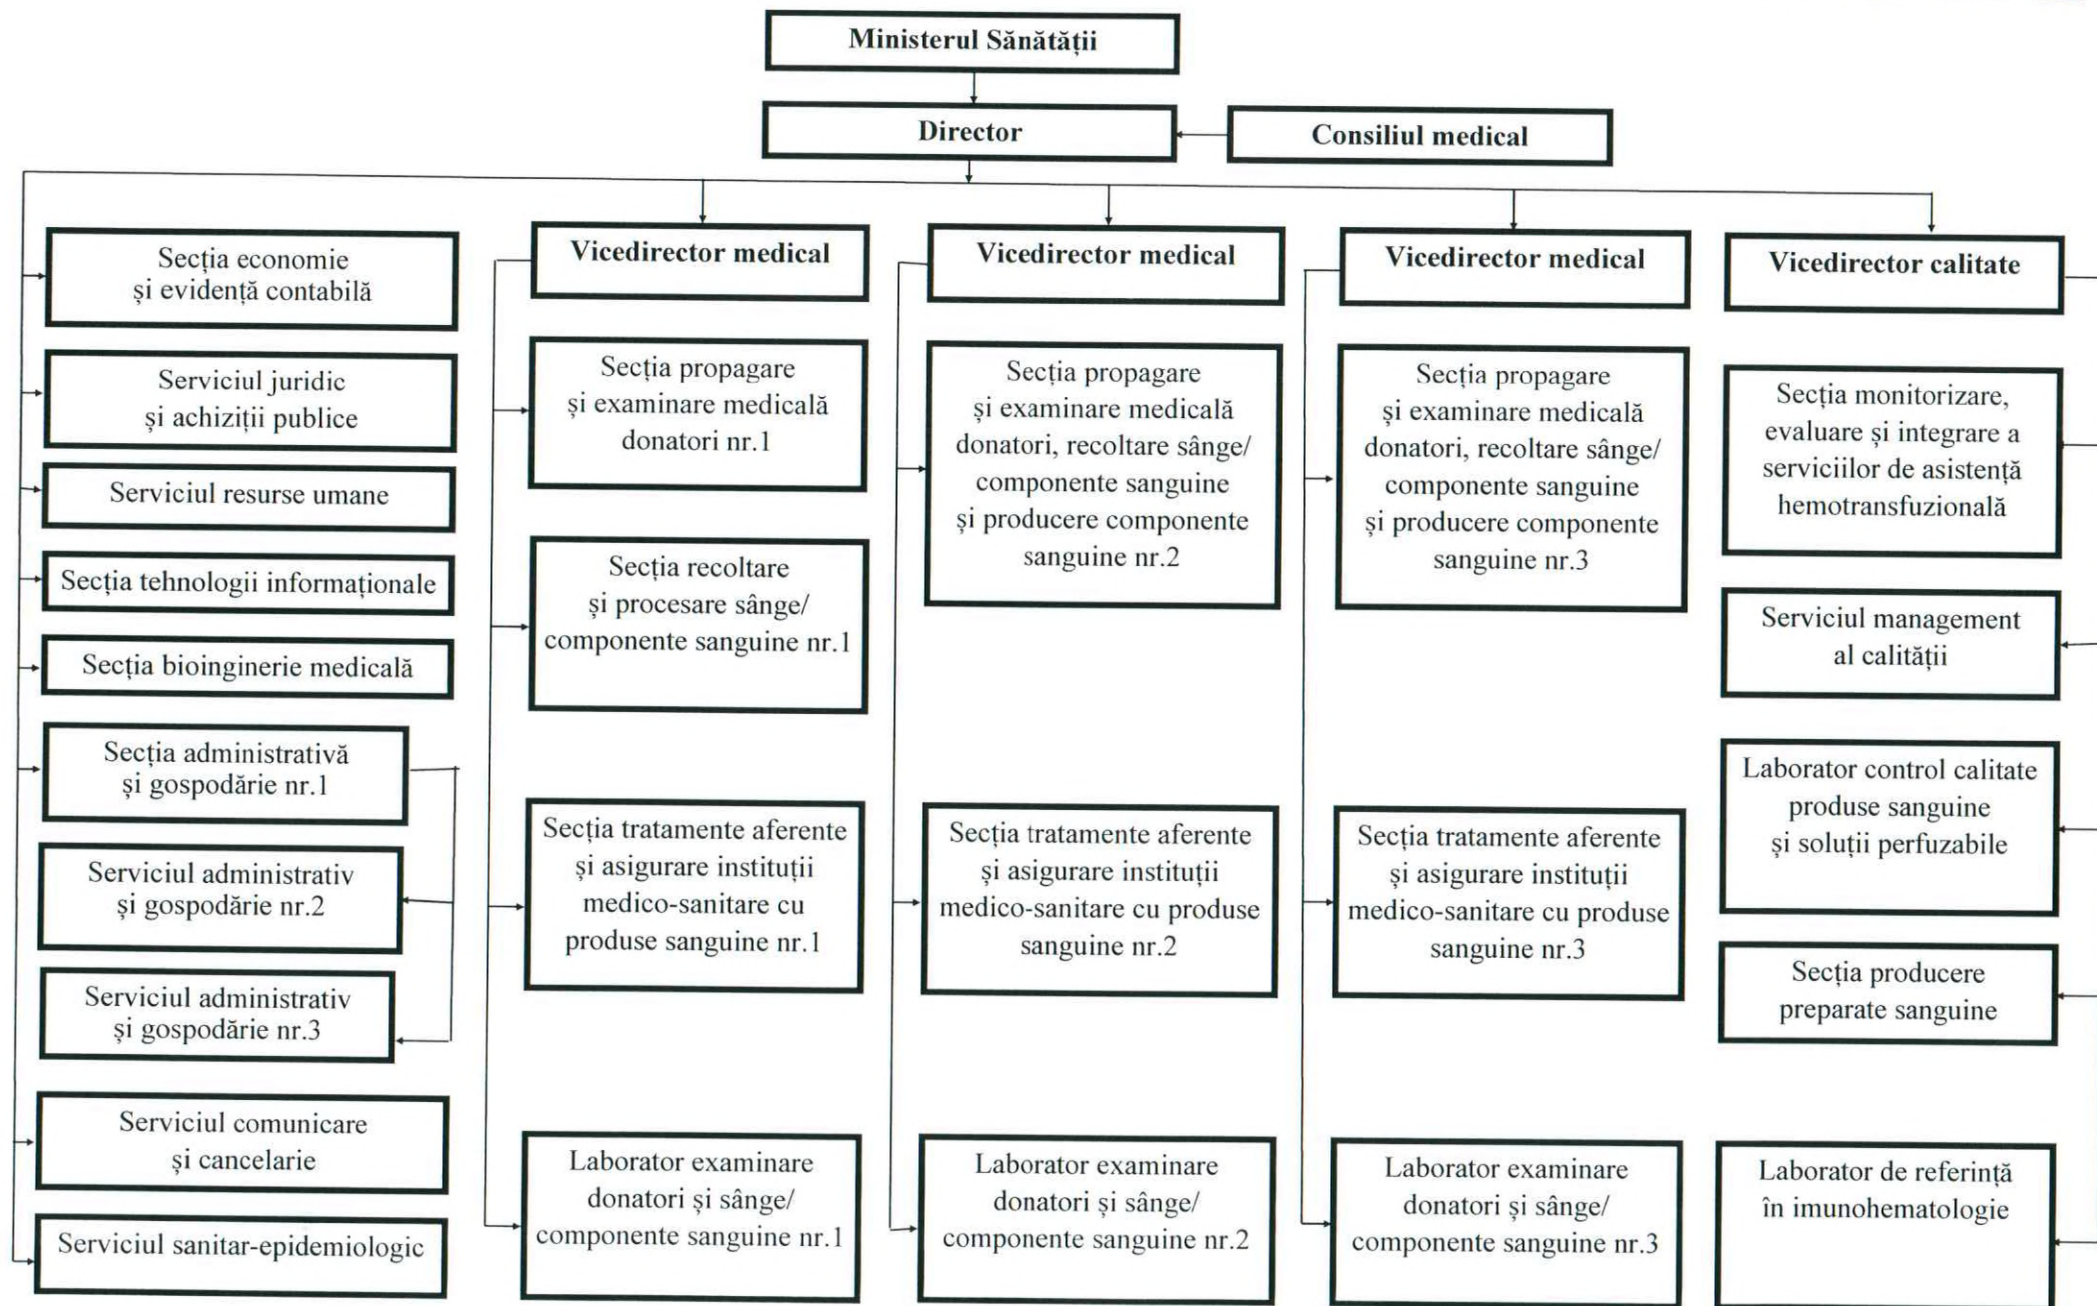 Ministerul Sănătății
Director
Consiliul medical
Secția economie
și evidență contabilă
Serviciul juridic
și achiziții publice
Serviciul resurse umane
Secția tehnologii informaționale
Secția bioinginerie medicală
Secția administrativă
și gospodărie nr.1
Serviciul administrativ
și gospodărie nr.2
Serviciul administrativ
și gospodărie nr.3
Serviciul comunicare
și cancelarie
Serviciul sanitar-epidemiologic
Vicedirector medical
Secția propagare
și examinare medicală
donatori nr.1
Secția recoltare
și procesare sânge/
componente sanguine nr.1
Secția tratamente aferente
și asigurare instituții
medico-sanitare cu
produse sanguine nr.1
Laborator examinare
donatori și sânge/
componente sanguine nr.1
Vicedirector medical
Secția propagare
și examinare medicală
donatori, recoltare sânge/
componente sanguine
și producere componente
sanguine nr.2
Secția tratamente aferente
și asigurare instituții
medico-sanitare cu produse
sanguine nr.2
Laborator examinare
donatori și sânge/
componente sanguine nr.2
Vicedirector medical
Secția propagare
și examinare medicală
donatori, recoltare sânge/
componente sanguine
și producere componente
sanguine nr.3
Secția tratamente aferente
și asigurare instituții
medico-sanitare cu produse
sanguine nr.3
Laborator examinare
donatori și sânge/
componente sanguine nr.3
Vicedirector calitate
Secția monitorizare,
evaluare și integrare a
serviciilor de asistență
hemotransfuzională
Serviciul management
al calității
Laborator control calitate
produse sanguine
și soluții perfuzabile
Secția producere
preparate sanguine
Laborator de referință
în imunohematologie